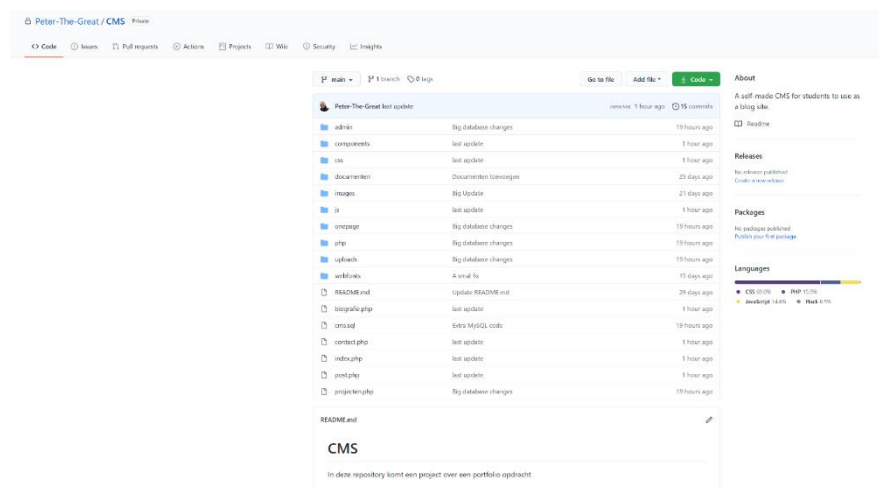 Peter-The-Great / CMS Private
Code Issues Pull requests Actions Projects Wiki Security Insights
main 1 branch 0 tags Go to file Add file Code
Peter-The-Great last update 1 hour ago 15 commits
admin Big database changes 19 hours ago
components last update 1 hour ago
css last update 1 hour ago
documenten Documenten toevoegen 25 days ago
images Big Update 21 days ago
js last update 1 hour ago
onepage Big database changes 19 hours ago
php Big database changes 19 hours ago
uploads Big database changes 19 hours ago
webfonts A smal fix 15 days ago
README.md Update README.md 29 days ago
biografie.php last update 1 hour ago
cms.sql Extra MySQL code 19 hours ago
contact.php last update 1 hour ago
index.php last update 1 hour ago
post.php last update 1 hour ago
projecten.php Big database changes 19 hours ago
README.md
CMS
In deze repository komt een project over een portfolio opdracht
About
A self-made CMS for students to use as
a blog site.
Readme
Releases
No releases published
Create a new release
Packages
No packages published
Publish your first package
Languages
CSS PHP
JavaScript Hack